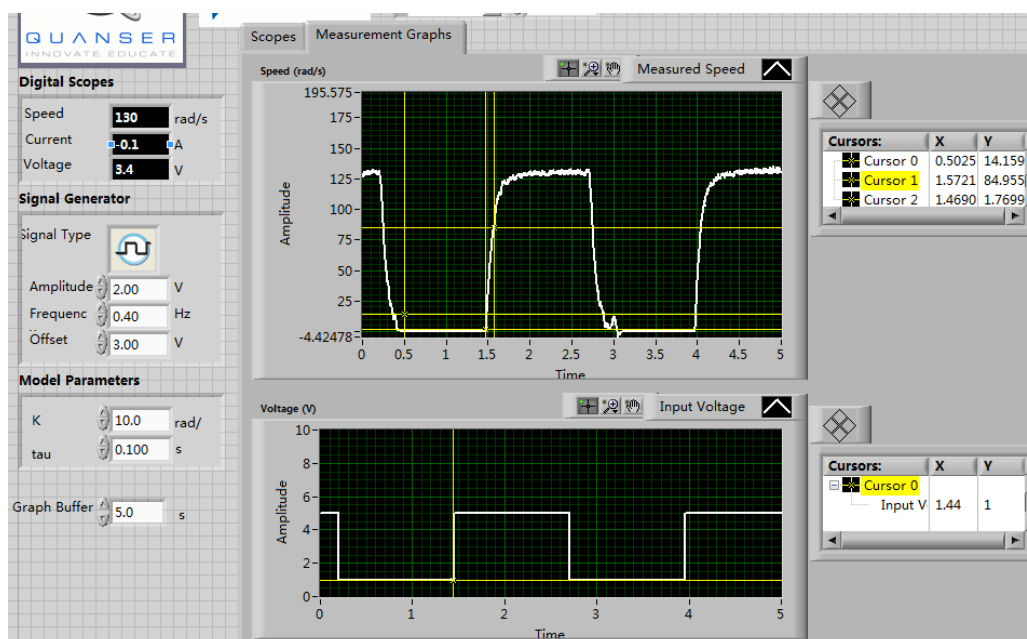 QUANSER
INNOVATE EDUCATE.
Digital Scopes
Speed 130 rad/s
Current -0.1 A
Voltage 3.4 V
Signal Generator
Signal Type
Amplitude 2.00 V
Frequenc 0.40 Hz
Offset 3.00 V
Model Parameters
K 10.0 rad/
tau 0.100 s
Graph Buffer 5.0 s
Scopes Measurement Graphs
Speed (rad/s) Measured Speed
195.575
175
150
125
100
75
50
25
-4.42478
Amplitude
0 0.5 1 1.5 2 2.5 3 3.5 4 4.5 5
Time
Cursors: X Y
Cursor 0 0.5025 14.159
Cursor 1 1.5721 84.955
Cursor 2 1.4690 1.7699
Voltage (V) Input Voltage
10
8
6
4
2
0
Amplitude
0 1 2 3 4 5
Time
Cursors: X Y
Cursor 0
Input V 1.44 1